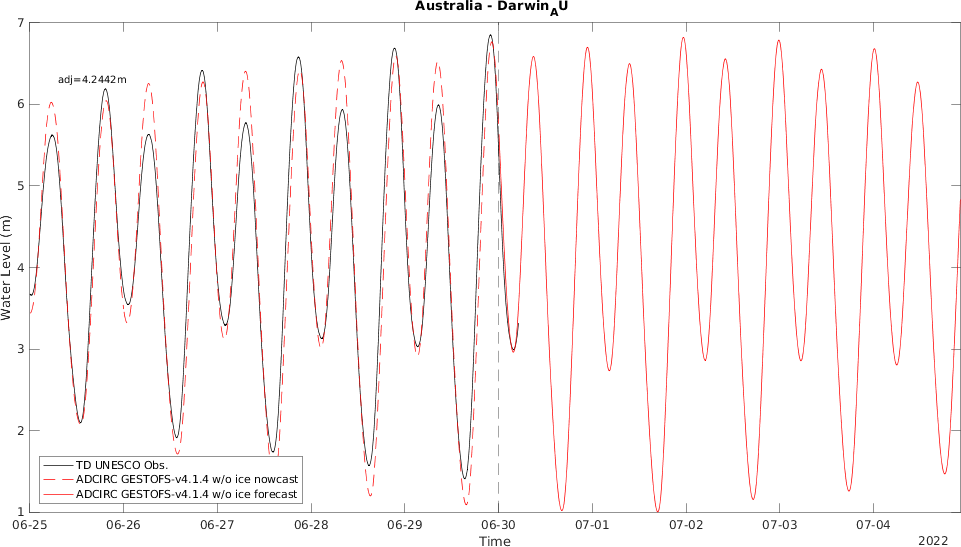 Australia - Darwin_AU
adj=4.2442m
7
6
5
4
3
2
1
Water Level (m)
TD UNESCO Obs.
ADCIRC GESTOFS-v4.1.4 w/o ice nowcast
ADCIRC GESTOFS-v4.1.4 w/o ice forecast
06-25 06-26 06-27 06-28 06-29 06-30 07-01 07-02 07-03 07-04
Time
2022